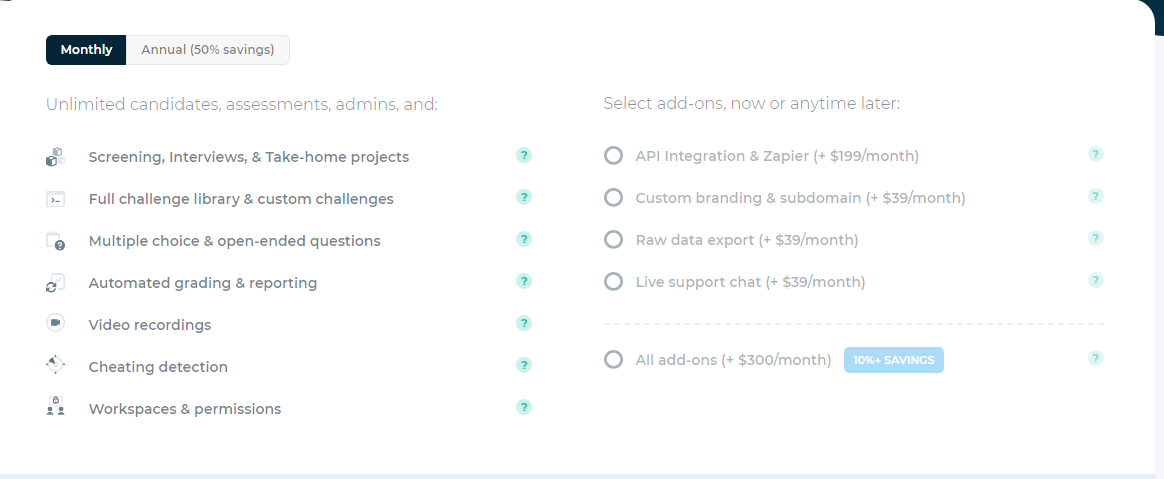 Monthly
Annual (50% savings)
Unlimited candidates, assessments, admins, and:
Screening, Interviews, & Take-home projects ?
Full challenge library & custom challenges ?
Multiple choice & open-ended questions ?
Automated grading & reporting ?
Video recordings ?
Cheating detection ?
Workspaces & permissions ?
Select add-ons, now or anytime later:
API Integration & Zapier (+ $199/month) ?
Custom branding & subdomain (+ $39/month) ?
Raw data export (+ $39/month) ?
Live support chat (+ $39/month) ?
All add-ons (+ $300/month) 10%+ SAVINGS ?